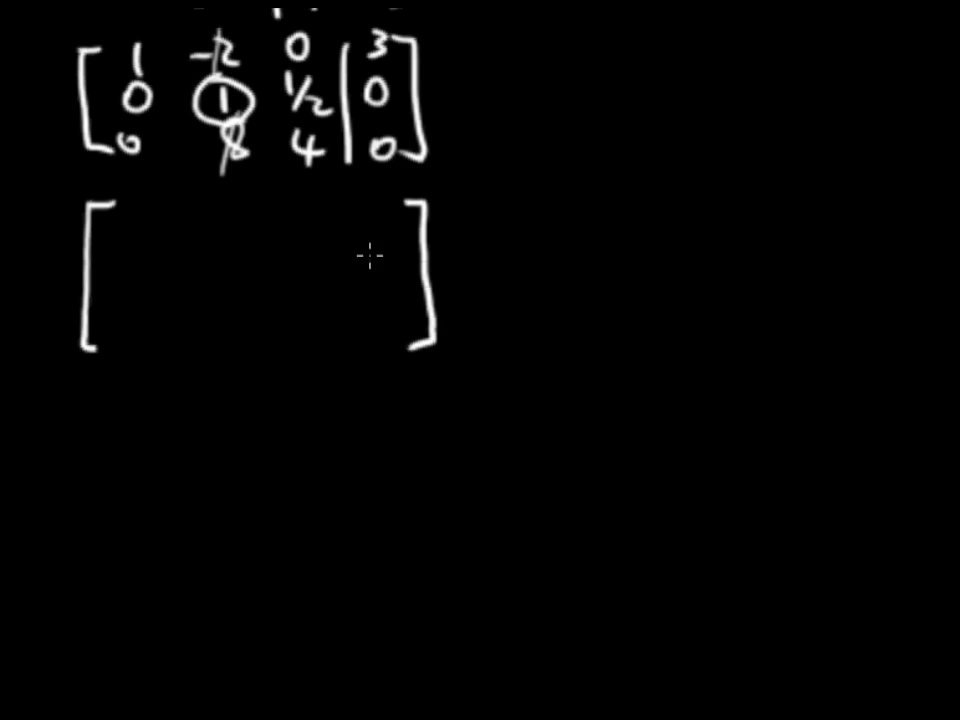 [ 1 -2 0 | 3 ]
[ 0 1 1/2 | 0 ]
[ 0 8 4 | 0 ]
[ ]